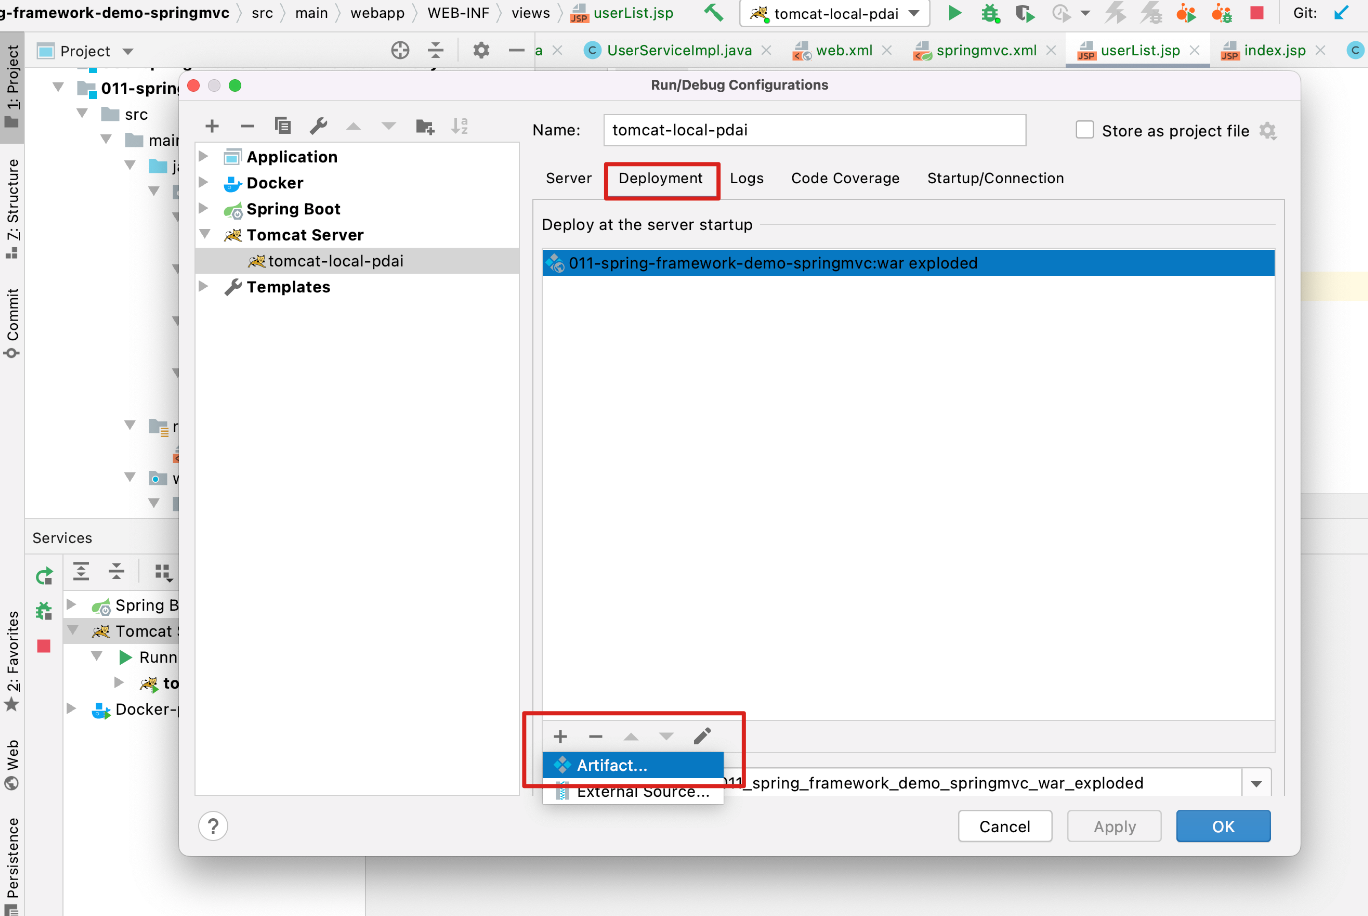 g-framework-demo-springmvc src main webapp WEB-INF views userList.jsp tomcat-local-pdai Git:
Project a UserServiceImpl.java web.xml springmvc.xml userList.jsp index.jsp
1: Project
Z: Structure
Commit
2: Favorites
Web
Persistence
011-spring
src
main
Services
Spring B
Tomcat S
Runn
to
Docker-
Run/Debug Configurations
Application
Docker
Spring Boot
Tomcat Server
tomcat-local-pdai
Templates
Name: tomcat-local-pdai Store as project file
Server Deployment Logs Code Coverage Startup/Connection
Deploy at the server startup
011-spring-framework-demo-springmvc:war exploded
Artifact...
External Source...
011_spring_framework_demo_springmvc_war_exploded
? Cancel Apply OK